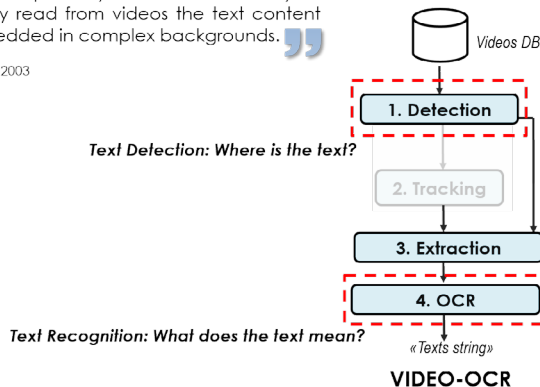 y read from videos the text content
edded in complex backgrounds.
2003
Videos DB
1. Detection
Text Detection: Where is the text?
2. Tracking
3. Extraction
4. OCR
Text Recognition: What does the text mean?
«Texts string»
VIDEO-OCR